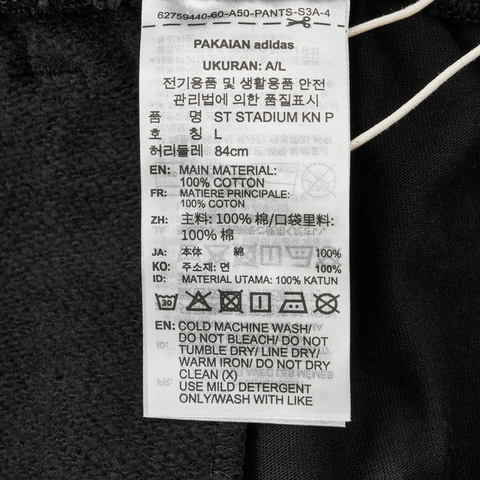 62759440-60-A50-PANTS-S3A-4
PAKAIAN adidas
UKURAN: A/L
전기용품 및 생활용품 안전
관리법에 의한 품질표시
품 명 ST STADIUM KN P
호 칭 L
허리둘레 84cm
EN: MAIN MATERIAL:
100% COTTON
FR: MATIERE PRINCIPALE:
100% COTON
ZH: 主料: 100% 棉/口袋里料:
100% 棉
JA: 本体 綿 100%
KO: 주소재: 면 100%
ID: MATERIAL UTAMA: 100% KATUN
30
EN: COLD MACHINE WASH/
DO NOT BLEACH/ DO NOT
TUMBLE DRY/ LINE DRY/
WARM IRON/ DO NOT DRY
CLEAN (X)
USE MILD DETERGENT
ONLY/WASH WITH LIKE